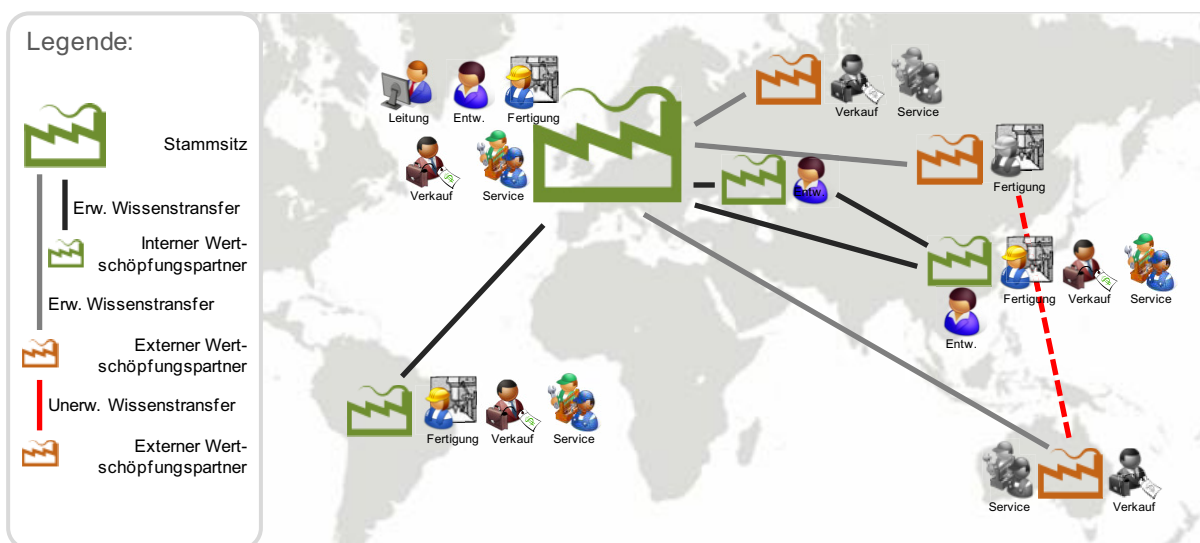 Legende:
Stammsitz
Erw. Wissenstransfer
Interner Wert-
schöpfungspartner
Erw. Wissenstransfer
Externer Wert-
schöpfungspartner
Unerw. Wissenstransfer
Externer Wert-
schöpfungspartner
Leitung
Entw.
Fertigung
Verkauf
Service
Verkauf
Service
Fertigung
Entw.
Fertigung
Verkauf
Service
Entw.
Fertigung
Verkauf
Service
Service
Verkauf